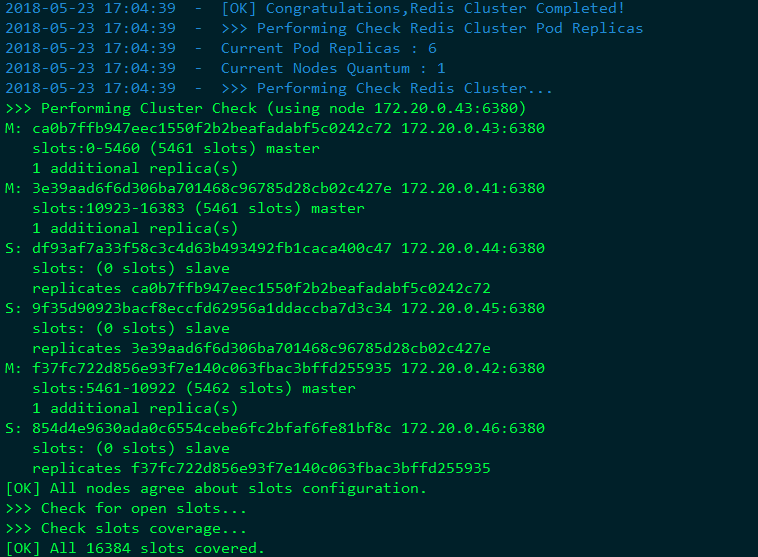 2018-05-23 17:04:39  -  [OK] Congratulations,Redis Cluster Completed!
2018-05-23 17:04:39  -  >>> Performing Check Redis Cluster Pod Replicas
2018-05-23 17:04:39  -  Current Pod Replicas : 6
2018-05-23 17:04:39  -  Current Nodes Quantum : 1
2018-05-23 17:04:39  -  >>> Performing Check Redis Cluster...
>>> Performing Cluster Check (using node 172.20.0.43:6380)
M: ca0b7ffb947eec1550f2b2beafadabf5c0242c72 172.20.0.43:6380
   slots:0-5460 (5461 slots) master
   1 additional replica(s)
M: 3e39aad6f6d306ba701468c96785d28cb02c427e 172.20.0.41:6380
   slots:10923-16383 (5461 slots) master
   1 additional replica(s)
S: df93af7a33f58c3c4d63b493492fb1caca400c47 172.20.0.44:6380
   slots: (0 slots) slave
   replicates ca0b7ffb947eec1550f2b2beafadabf5c0242c72
S: 9f35d90923bacf8eccfd62956a1ddaccba7d3c34 172.20.0.45:6380
   slots: (0 slots) slave
   replicates 3e39aad6f6d306ba701468c96785d28cb02c427e
M: f37fc722d856e93f7e140c063fbac3bffd255935 172.20.0.42:6380
   slots:5461-10922 (5462 slots) master
   1 additional replica(s)
S: 854d4e9630ada0c6554cebe6fc2bfaf6fe81bf8c 172.20.0.46:6380
   slots: (0 slots) slave
   replicates f37fc722d856e93f7e140c063fbac3bffd255935
[OK] All nodes agree about slots configuration.
>>> Check for open slots...
>>> Check slots coverage...
[OK] All 16384 slots covered.